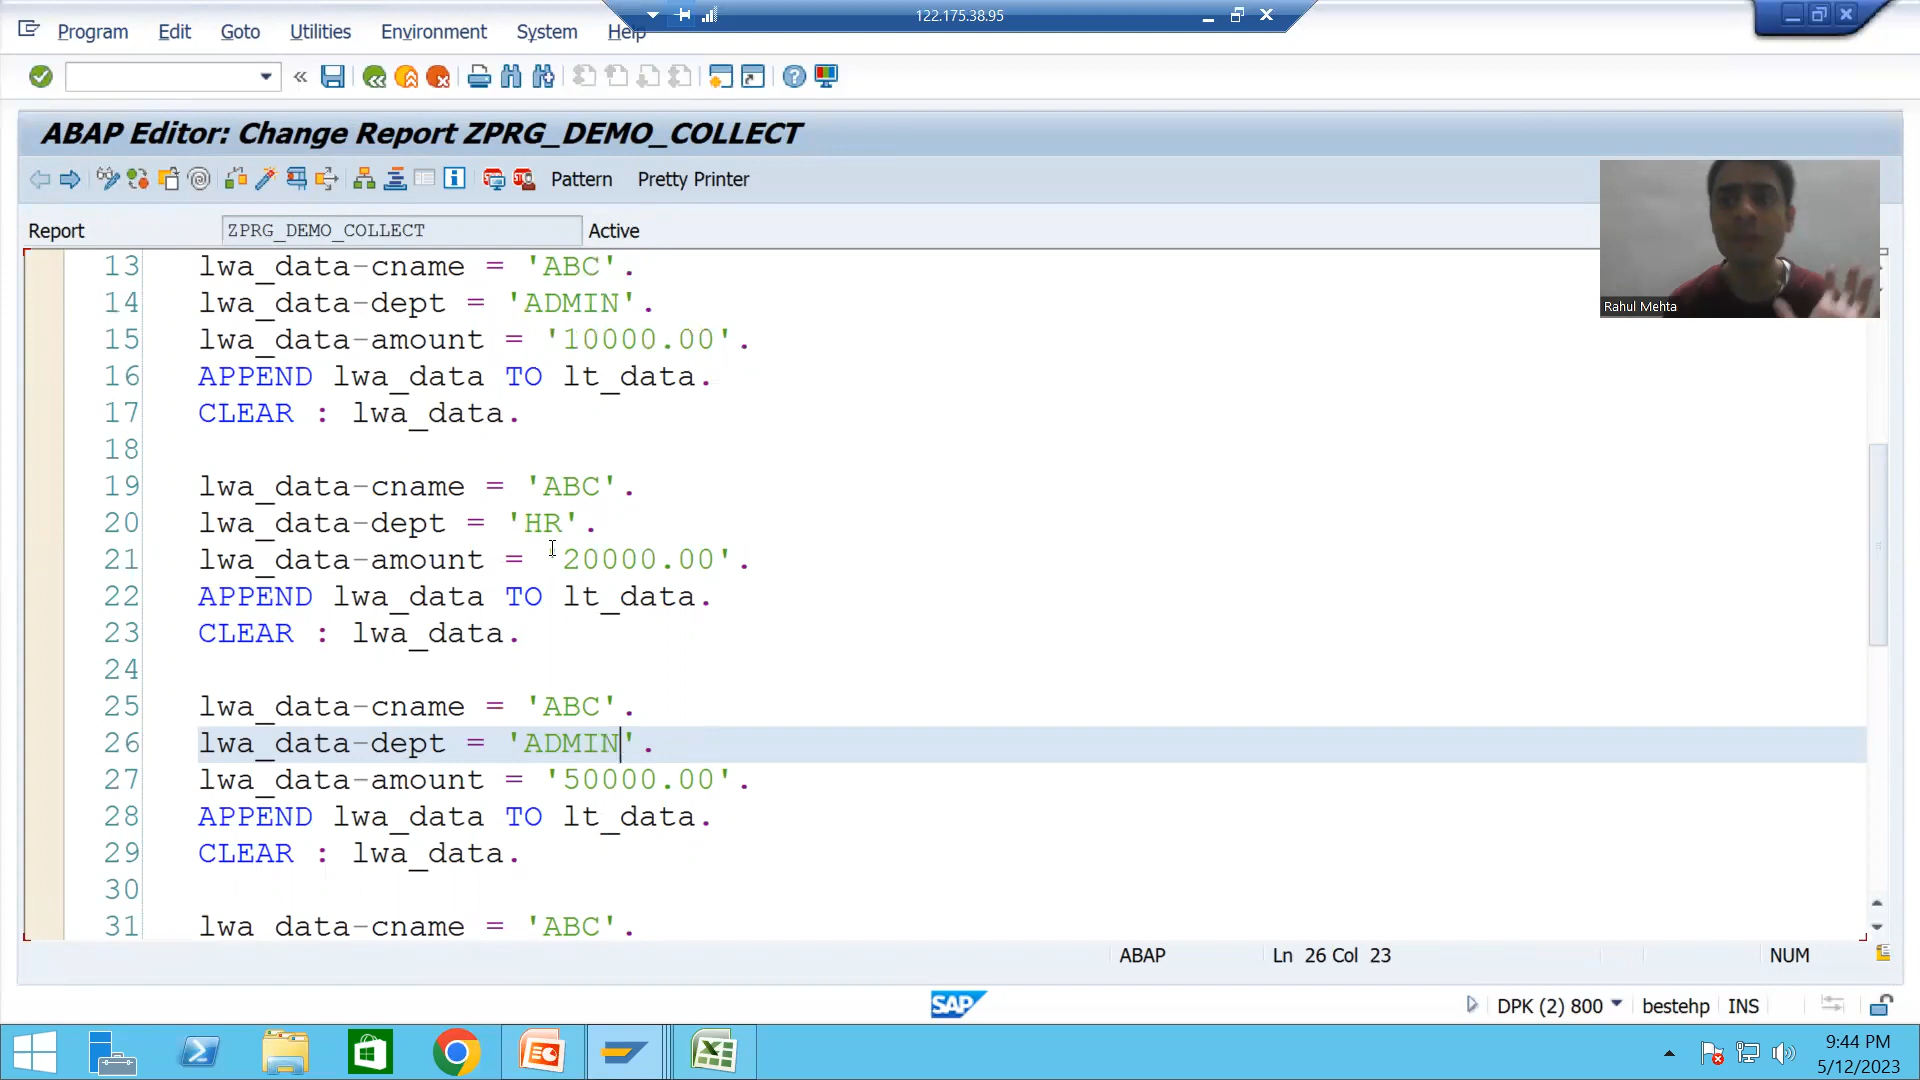 122.175.38.95
Program Edit Goto Utilities Environment System Help
ABAP Editor: Change Report ZPRG_DEMO_COLLECT
Pattern Pretty Printer
Report ZPRG_DEMO_COLLECT Active
Rahul Mehta
13 lwa_data-cname = 'ABC'.
14 lwa_data-dept = 'ADMIN'.
15 lwa_data-amount = '10000.00'.
16 APPEND lwa_data TO lt_data.
17 CLEAR : lwa_data.
18
19 lwa_data-cname = 'ABC'.
20 lwa_data-dept = 'HR'.
21 lwa_data-amount = '20000.00'.
22 APPEND lwa_data TO lt_data.
23 CLEAR : lwa_data.
24
25 lwa_data-cname = 'ABC'.
26 lwa_data-dept = 'ADMIN'.
27 lwa_data-amount = '50000.00'.
28 APPEND lwa_data TO lt_data.
29 CLEAR : lwa_data.
30
31 lwa data-cname = 'ABC'.
ABAP Ln 26 Col 23 NUM
SAP
DPK (2) 800 bestehp INS
9:44 PM
5/12/2023